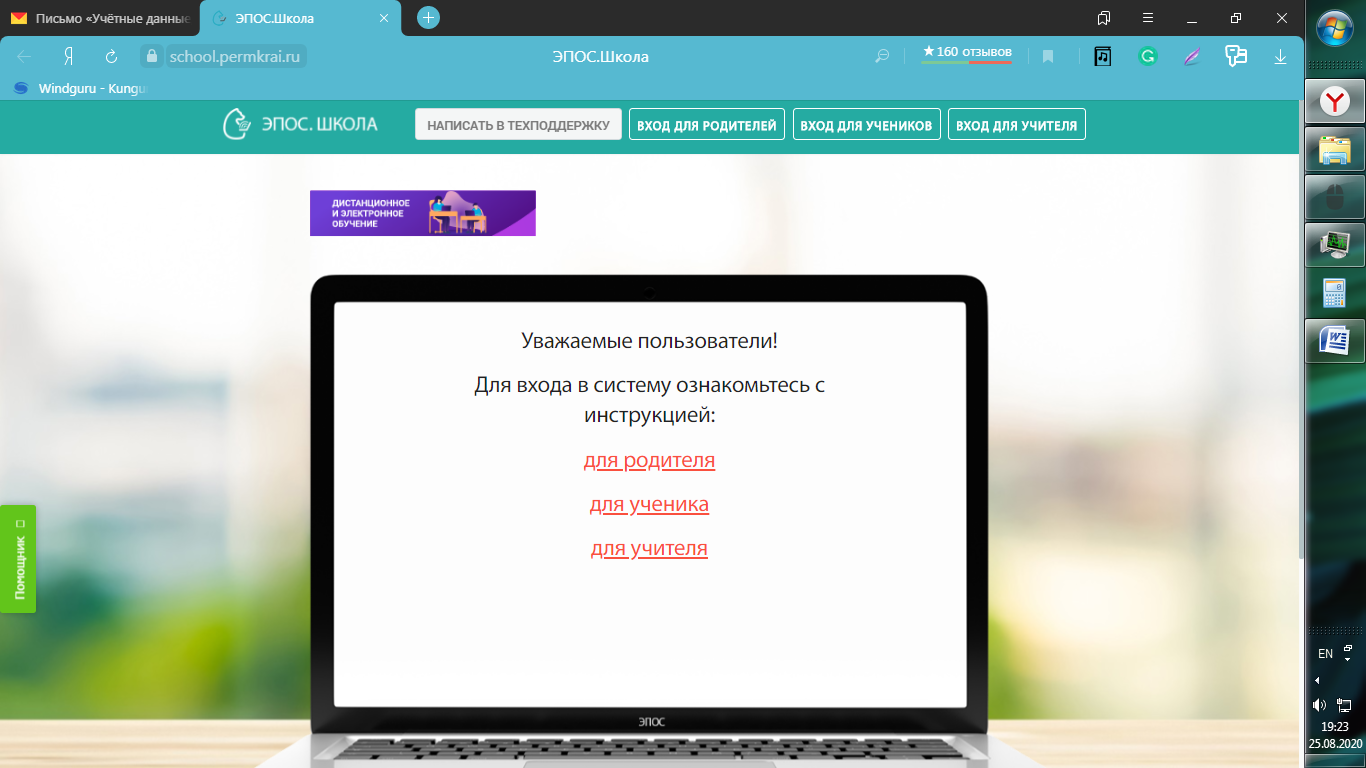 Письмо «Учётные данные
ЭПОС.Школа
school.permkrai.ru
ЭПОС.Школа
★160 отзывов
Windguru - Kungu
ЭПОС. ШКОЛА
НАПИСАТЬ В ТЕХПОДДЕРЖКУ
ВХОД ДЛЯ РОДИТЕЛЕЙ
ВХОД ДЛЯ УЧЕНИКОВ
ВХОД ДЛЯ УЧИТЕЛЯ
ДИСТАНЦИОННОЕ
И ЭЛЕКТРОННОЕ
ОБУЧЕНИЕ
Уважаемые пользователи!
Для входа в систему ознакомьтесь с
инструкцией:
для родителя
для ученика
для учителя
Помощник
ЭПОС
EN
19:23
25.08.2020